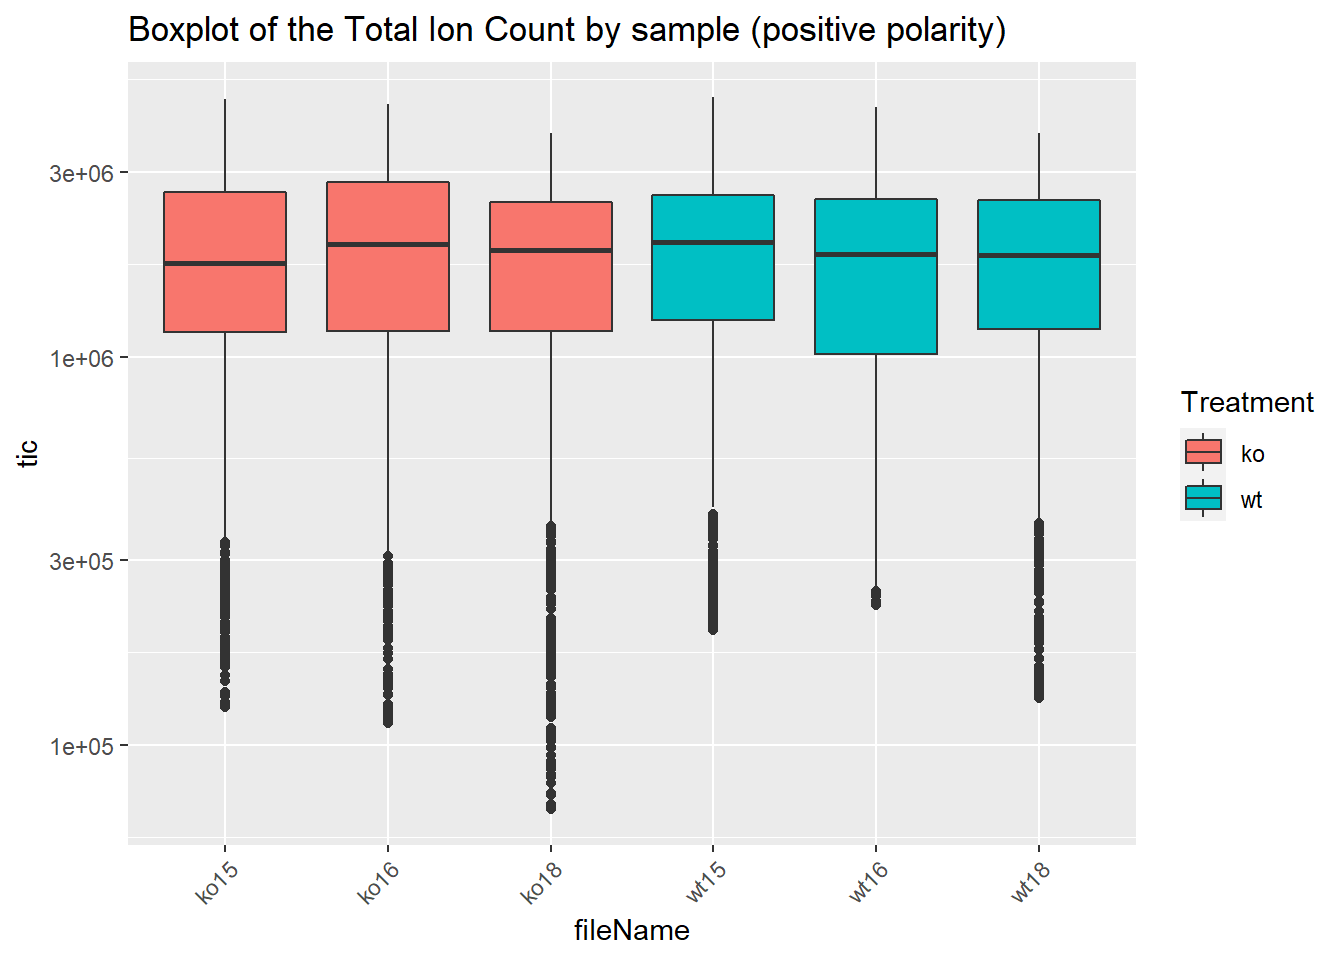 Boxplot of the Total Ion Count by sample (positive polarity)
3e+06
1e+06
3e+05
1e+05
tic
ko15
ko16
ko18
wt15
wt16
wt18
fileName
Treatment
ko
wt